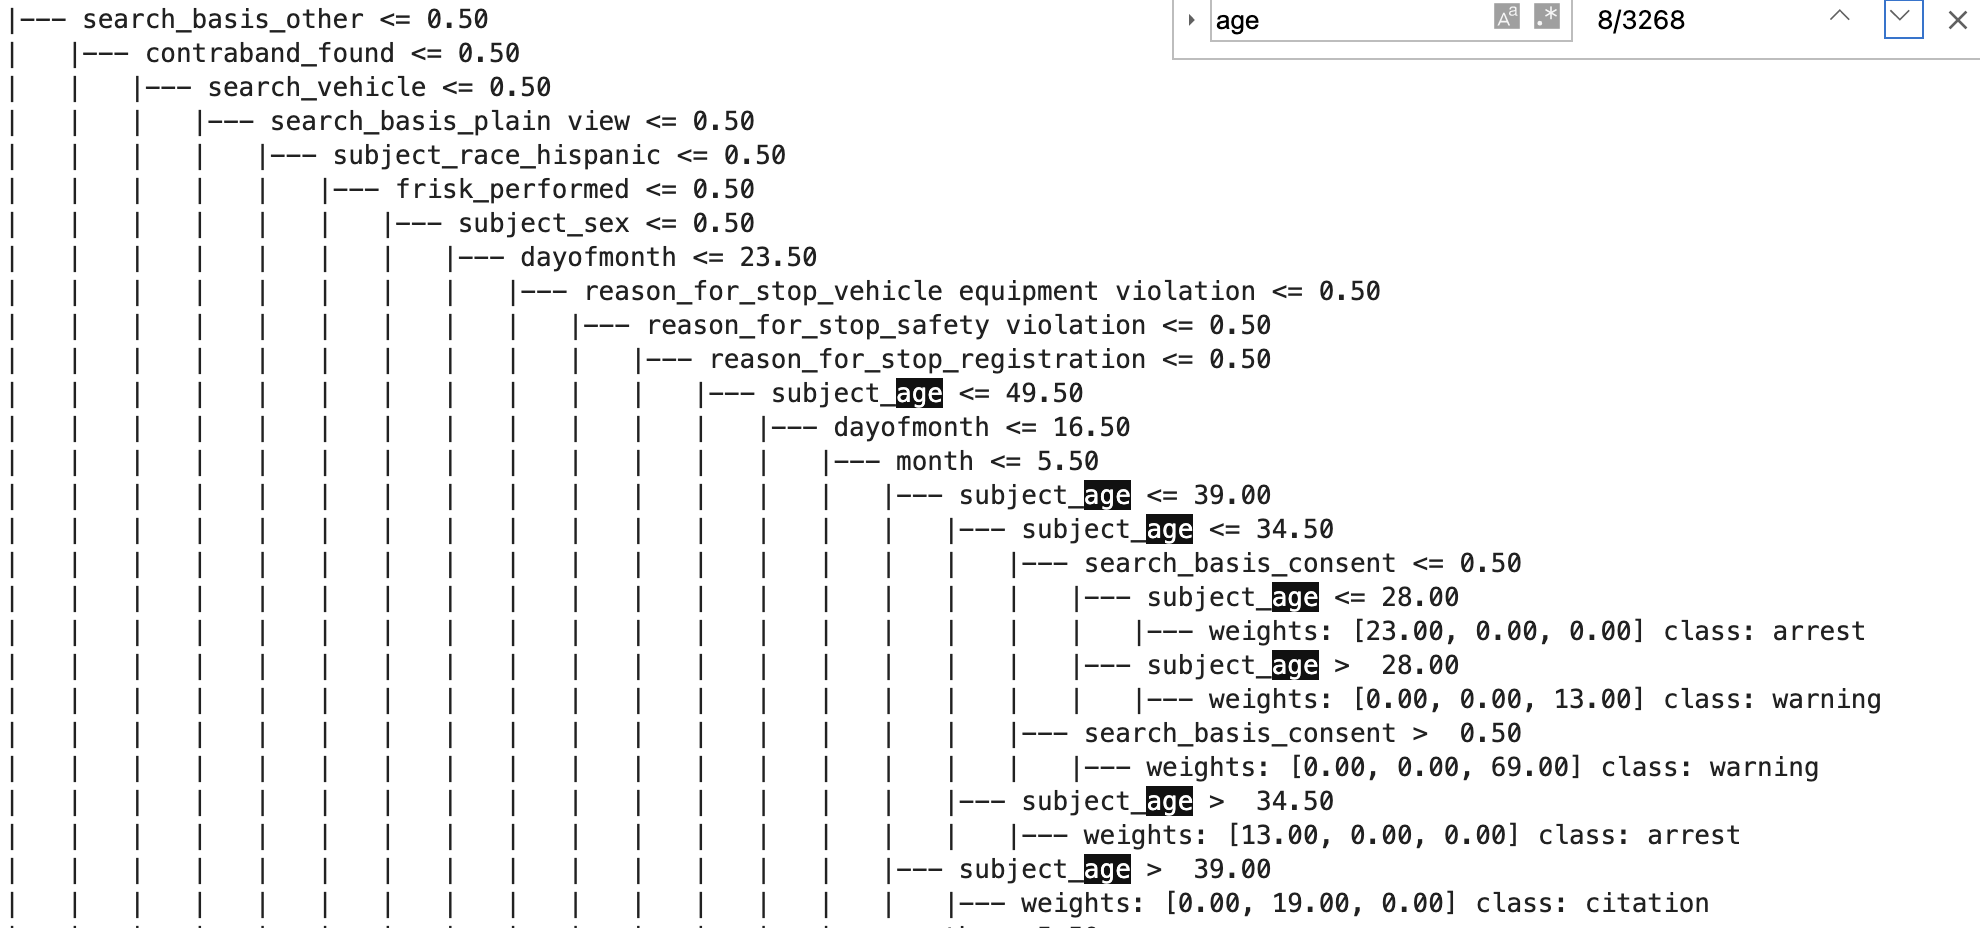 |--- search_basis_other <= 0.50
age Aa .* 8/3268
|   |--- contraband_found <= 0.50
|   |   |--- search_vehicle <= 0.50
|   |   |   |--- search_basis_plain view <= 0.50
|   |   |   |   |--- subject_race_hispanic <= 0.50
|   |   |   |   |   |--- frisk_performed <= 0.50
|   |   |   |   |   |   |--- subject_sex <= 0.50
|   |   |   |   |   |   |   |--- dayofmonth <= 23.50
|   |   |   |   |   |   |   |   |--- reason_for_stop_vehicle equipment violation <= 0.50
|   |   |   |   |   |   |   |   |   |--- reason_for_stop_safety violation <= 0.50
|   |   |   |   |   |   |   |   |   |   |--- reason_for_stop_registration <= 0.50
|   |   |   |   |   |   |   |   |   |   |   |--- subject_age <= 49.50
|   |   |   |   |   |   |   |   |   |   |   |   |--- dayofmonth <= 16.50
|   |   |   |   |   |   |   |   |   |   |   |   |   |--- month <= 5.50
|   |   |   |   |   |   |   |   |   |   |   |   |   |   |--- subject_age <= 39.00
|   |   |   |   |   |   |   |   |   |   |   |   |   |   |   |--- subject_age <= 34.50
|   |   |   |   |   |   |   |   |   |   |   |   |   |   |   |   |--- search_basis_consent <= 0.50
|   |   |   |   |   |   |   |   |   |   |   |   |   |   |   |   |   |--- subject_age <= 28.00
|   |   |   |   |   |   |   |   |   |   |   |   |   |   |   |   |   |   |--- weights: [23.00, 0.00, 0.00] class: arrest
|   |   |   |   |   |   |   |   |   |   |   |   |   |   |   |   |   |--- subject_age >  28.00
|   |   |   |   |   |   |   |   |   |   |   |   |   |   |   |   |   |   |--- weights: [0.00, 0.00, 13.00] class: warning
|   |   |   |   |   |   |   |   |   |   |   |   |   |   |   |   |--- search_basis_consent >  0.50
|   |   |   |   |   |   |   |   |   |   |   |   |   |   |   |   |   |--- weights: [0.00, 0.00, 69.00] class: warning
|   |   |   |   |   |   |   |   |   |   |   |   |   |   |   |--- subject_age >  34.50
|   |   |   |   |   |   |   |   |   |   |   |   |   |   |   |   |--- weights: [13.00, 0.00, 0.00] class: arrest
|   |   |   |   |   |   |   |   |   |   |   |   |   |   |--- subject_age >  39.00
|   |   |   |   |   |   |   |   |   |   |   |   |   |   |   |--- weights: [0.00, 19.00, 0.00] class: citation